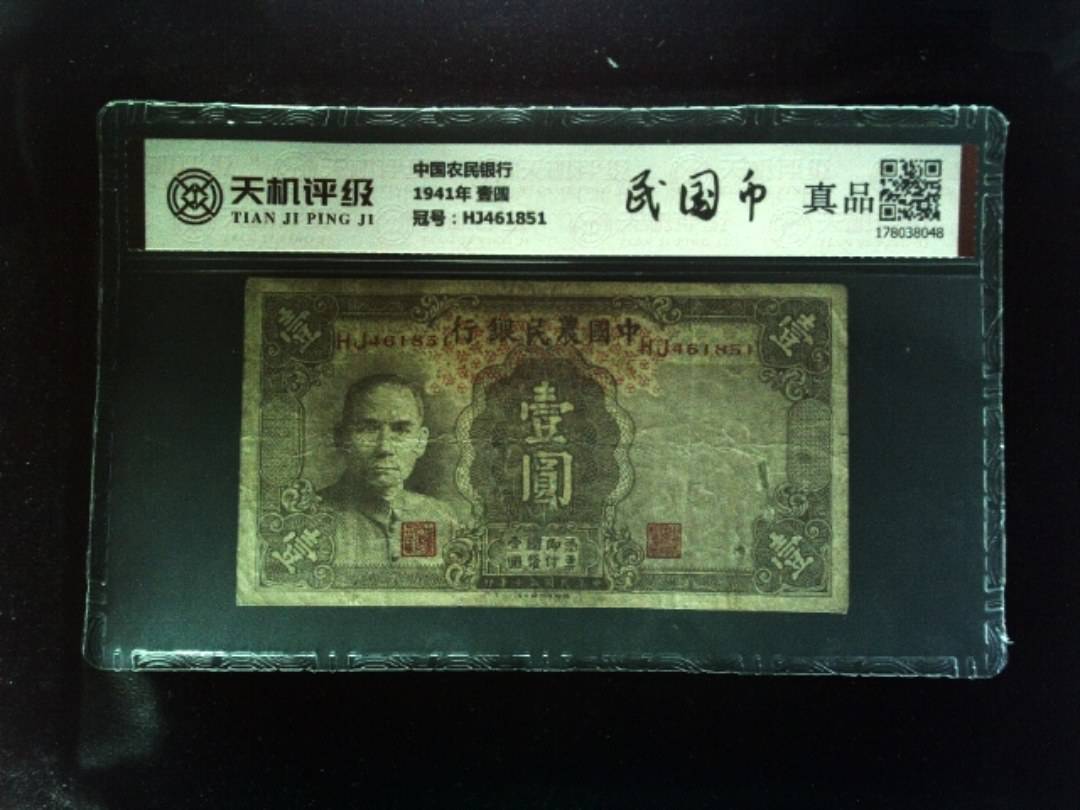 天机评级
TIAN JI PING JI
中国农民银行
1941年 壹圆
冠号：HJ461851
民国币
真品
178038048
行銀民農國中
HJ461851
HJ461851
壹
圓
壹
壹
壹
壹